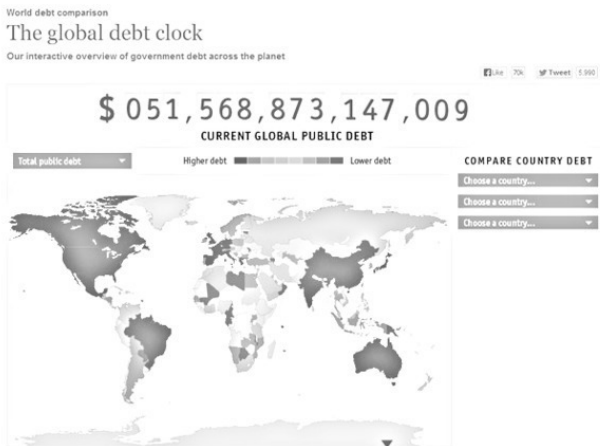 World debt comparison
The global debt clock
Our interactive overview of government debt across the planet
Like 70k Tweet 5,990
$ 051,568,873,147,009
CURRENT GLOBAL PUBLIC DEBT
Total public debt Higher debt Lower debt COMPARE COUNTRY DEBT
Choose a country...
Choose a country...
Choose a country...